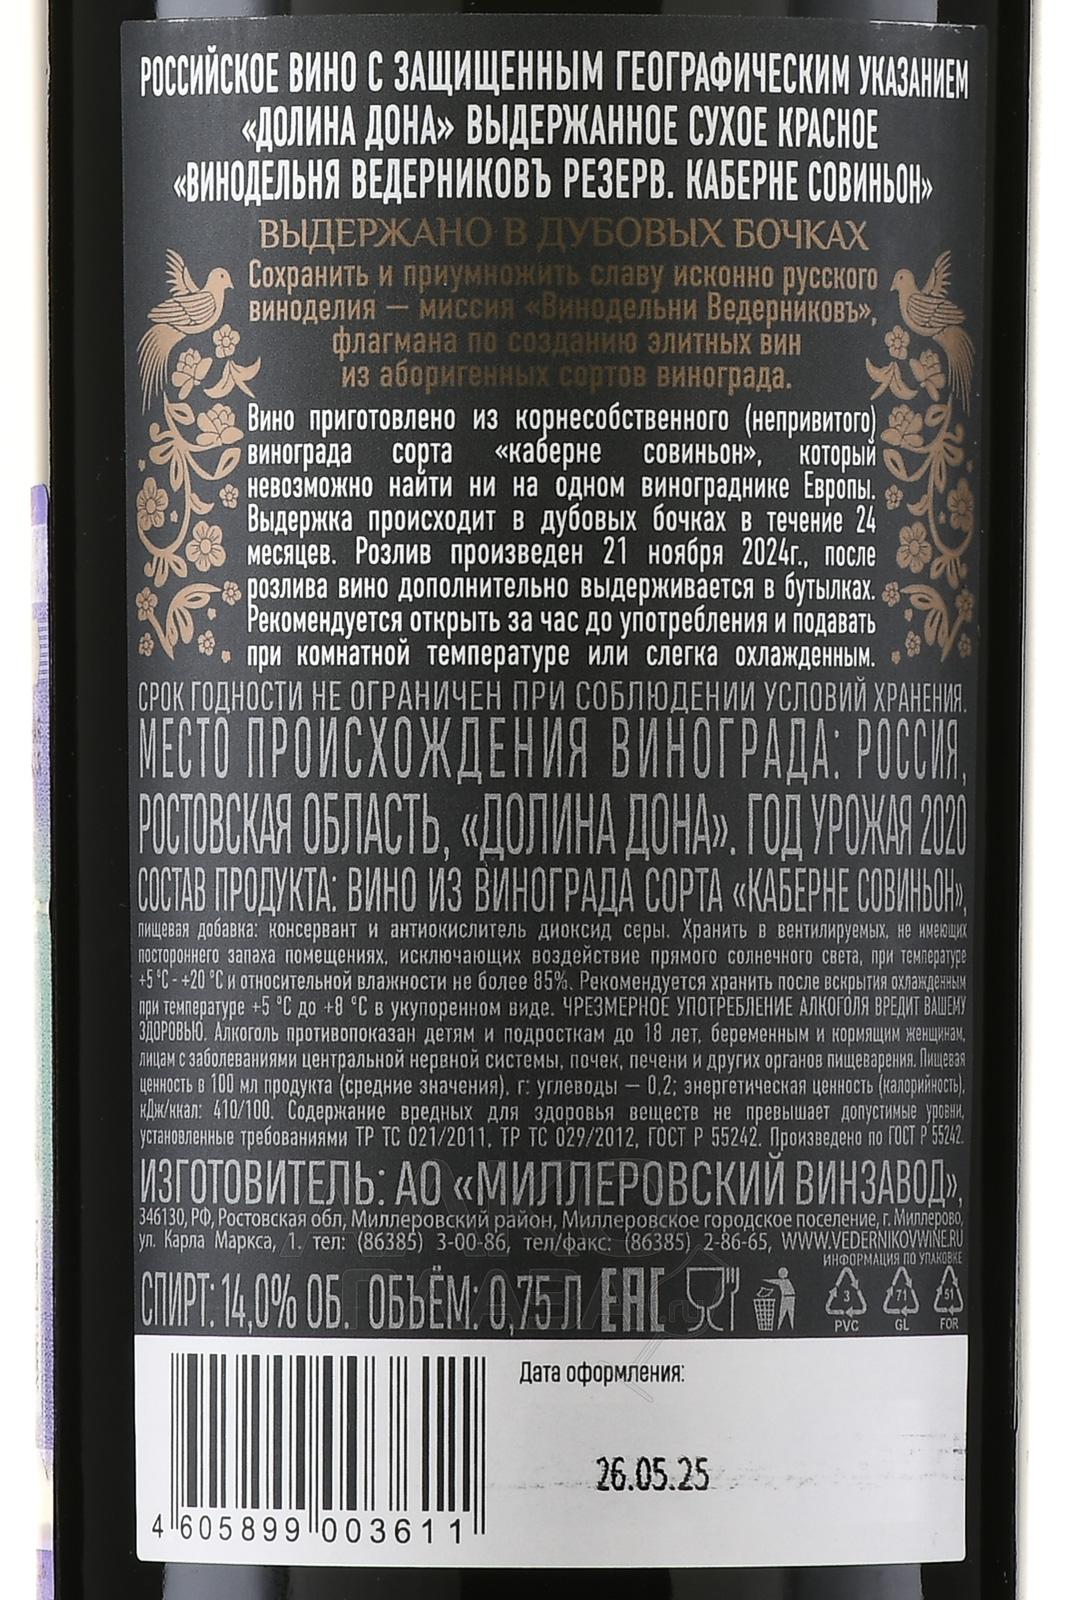 РОССИЙСКОЕ ВИНО С ЗАЩИЩЕННЫМ ГЕОГРАФИЧЕСКИМ УКАЗАНИЕМ
«ДОЛИНА ДОНА» ВЫДЕРЖАННОЕ СУХОЕ КРАСНОЕ
«ВИНОДЕЛЬНЯ ВЕДЕРНИКОВЪ РЕЗЕРВ. КАБЕРНЕ СОВИНЬОН»
ВЫДЕРЖАНО В ДУБОВЫХ БОЧКАХ
Сохранить и приумножить славу исконно русского
виноделия — миссия «Винодельни Ведерниковъ»,
флагмана по созданию элитных вин
из аборигенных сортов винограда.
Вино приготовлено из корнесобственного (непривитого)
винограда сорта «каберне совиньон», который
невозможно найти ни на одном винограднике Европы.
Выдержка происходит в дубовых бочках в течение 24
месяцев. Розлив произведен 21 ноября 2024г., после
розлива вино дополнительно выдерживается в бутылках.
Рекомендуется открыть за час до употребления и подавать
при комнатной температуре или слегка охлажденным.
СРОК ГОДНОСТИ НЕ ОГРАНИЧЕН ПРИ СОБЛЮДЕНИИ УСЛОВИЙ ХРАНЕНИЯ.
МЕСТО ПРОИСХОЖДЕНИЯ ВИНОГРАДА: РОССИЯ,
РОСТОВСКАЯ ОБЛАСТЬ, «ДОЛИНА ДОНА». ГОД УРОЖАЯ 2020
СОСТАВ ПРОДУКТА: ВИНО ИЗ ВИНОГРАДА СОРТА «КАБЕРНЕ СОВИНЬОН»,
пищевая добавка: консервант и антиокислитель диоксид серы. Хранить в вентилируемых, не имеющих
постороннего запаха помещениях, исключающих воздействие прямого солнечного света, при температуре
+5 °С - +20 °С и относительной влажности не более 85%. Рекомендуется хранить после вскрытия охлажденным
при температуре +5 °С до +8 °С в укупоренном виде. ЧРЕЗМЕРНОЕ УПОТРЕБЛЕНИЕ АЛКОГОЛЯ ВРЕДИТ ВАШЕМУ
ЗДОРОВЬЮ. Алкоголь противопоказан детям и подросткам до 18 лет, беременным и кормящим женщинам,
лицам с заболеваниями центральной нервной системы, почек, печени и других органов пищеварения. Пищевая
ценность в 100 мл продукта (средние значения), г: углеводы — 0,2; энергетическая ценность (калорийность),
кДж/ккал: 410/100. Содержание вредных для здоровья веществ не превышает допустимые уровни,
установленные требованиями ТР ТС 021/2011, ТР ТС 029/2012, ГОСТ Р 55242. Произведено по ГОСТ Р 55242.
ИЗГОТОВИТЕЛЬ: АО «МИЛЛЕРОВСКИЙ ВИНЗАВОД»,
346130, РФ, Ростовская обл, Миллеровский район, Миллеровское городское поселение, г. Миллерово,
ул. Карла Маркса, 1. тел: (86385) 3-00-86, тел/факс: (86385) 2-86-65, WWW.VEDERNIKOVWINE.RU
ИНФОРМАЦИЯ ПО УПАКОВКЕ
СПИРТ: 14,0% ОБ. ОБЪЁМ: 0,75 Л ЕАС
3 71 51
PVC GL FOR
Дата оформления:
26.05.25
4 605899 003611